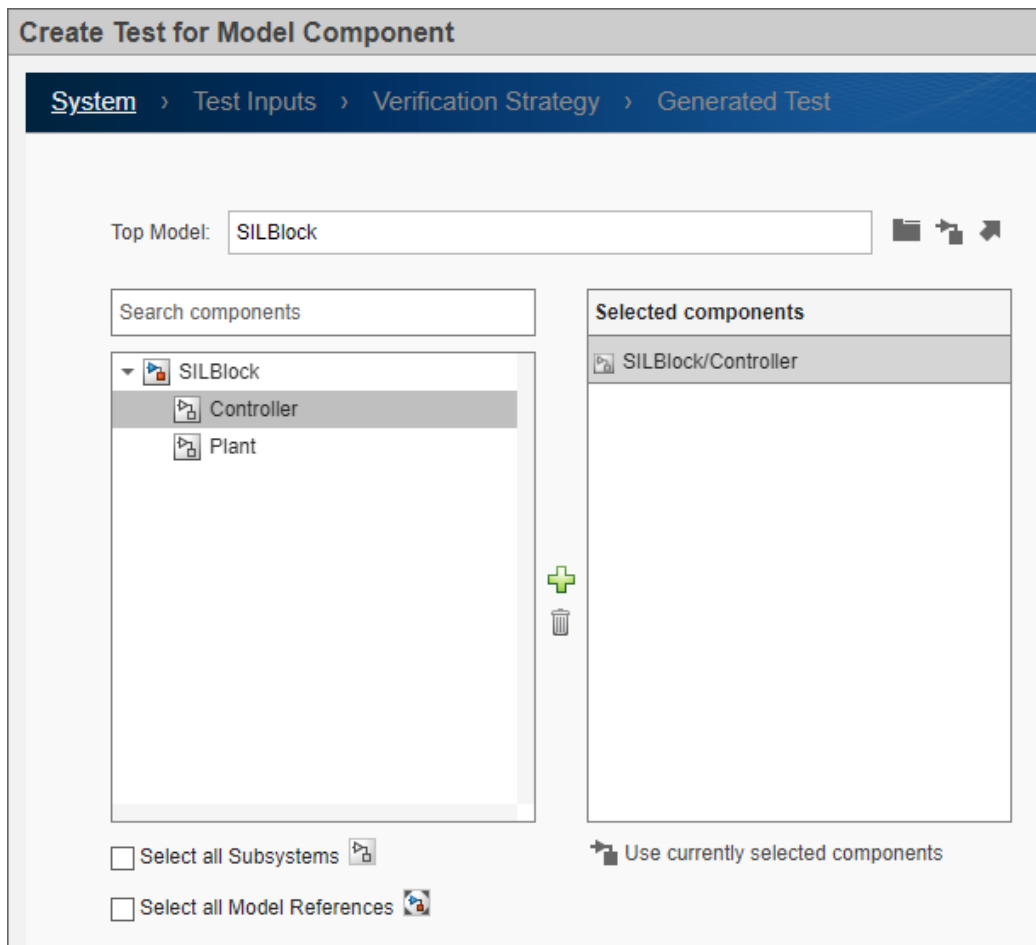 Create Test for Model Component
System › Test Inputs › Verification Strategy › Generated Test
Top Model: SILBlock
Search components
Selected components
SILBlock
Controller
Plant
SILBlock/Controller
Select all Subsystems
Use currently selected components
Select all Model References